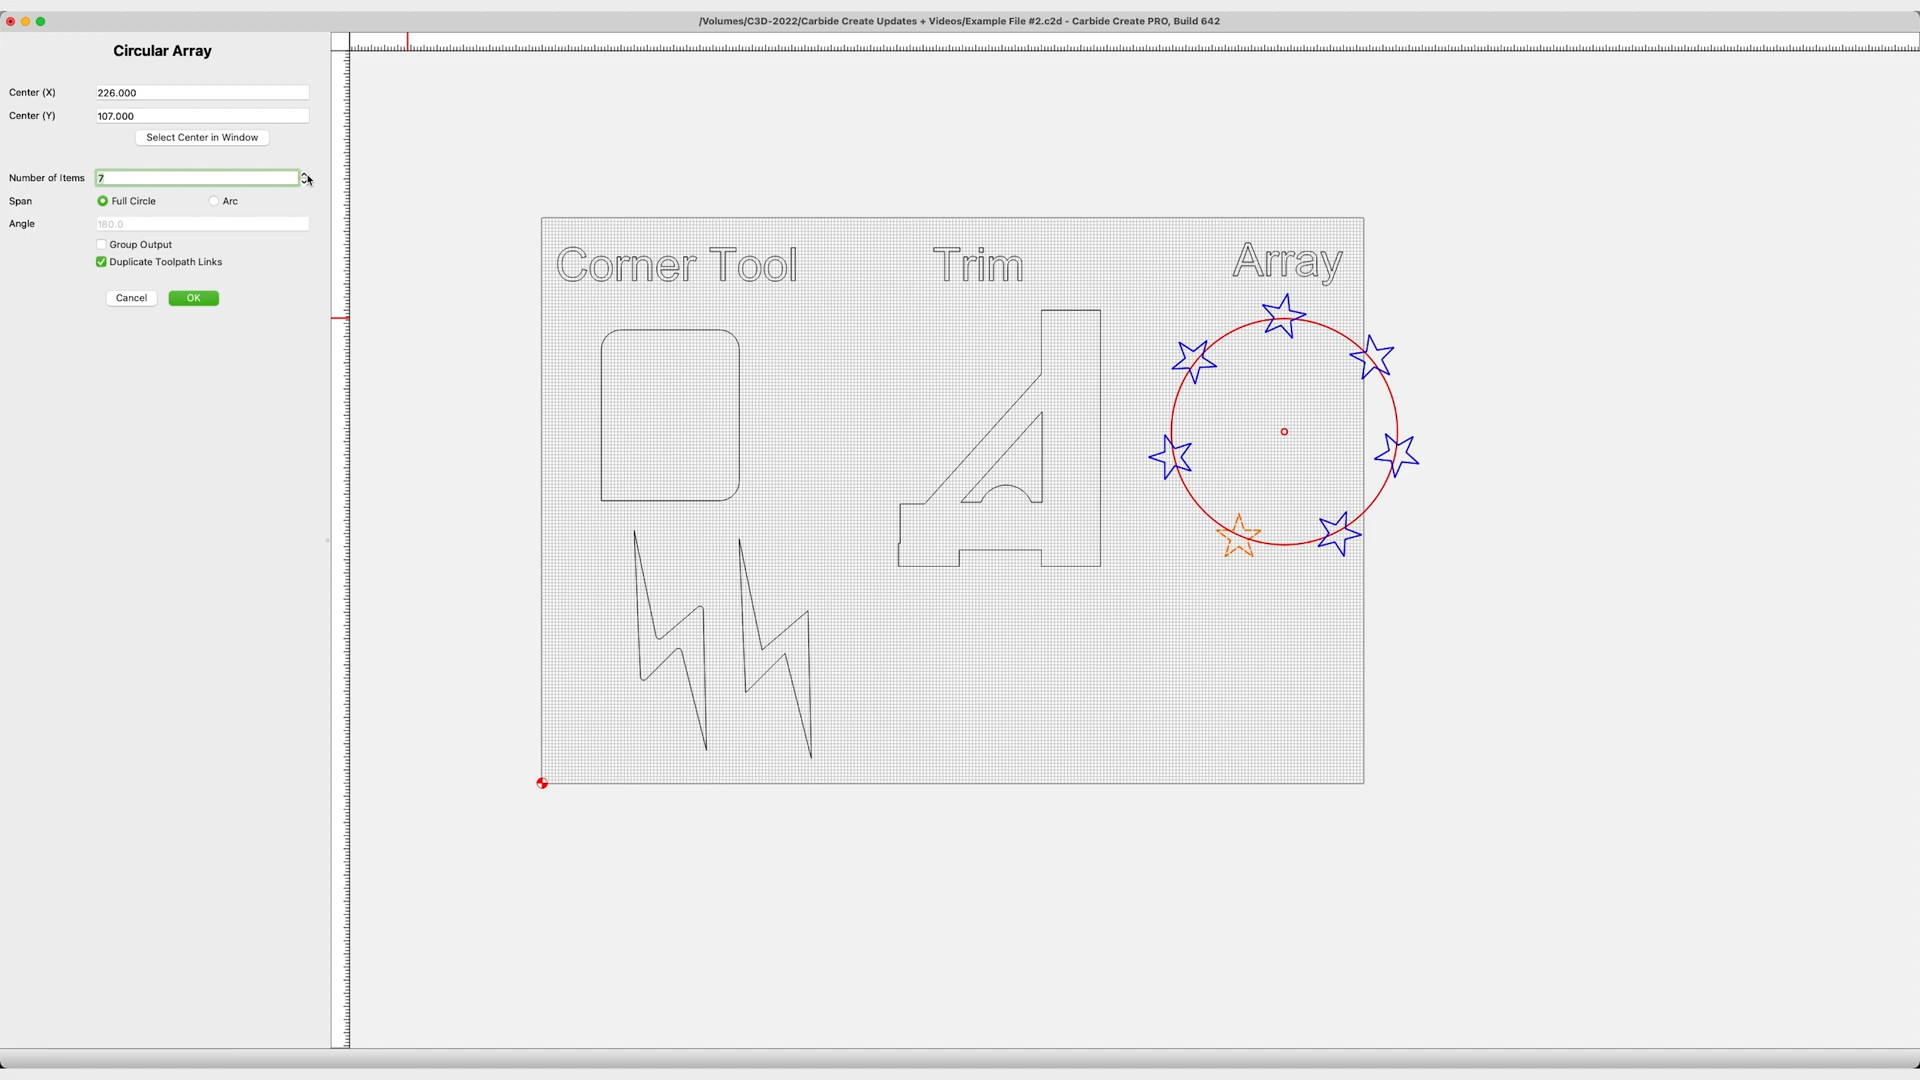 /Volumes/C3D-2022/Carbide Create Updates + Videos/Example File #2.c2d - Carbide Create PRO, Build 642
Circular Array
Center (X) 226.000
Center (Y) 107.000
Select Center in Window
Number of Items 7
Span Full Circle Arc
Angle 180.0
Group Output
Duplicate Toolpath Links
Cancel OK
Corner Tool Trim Array